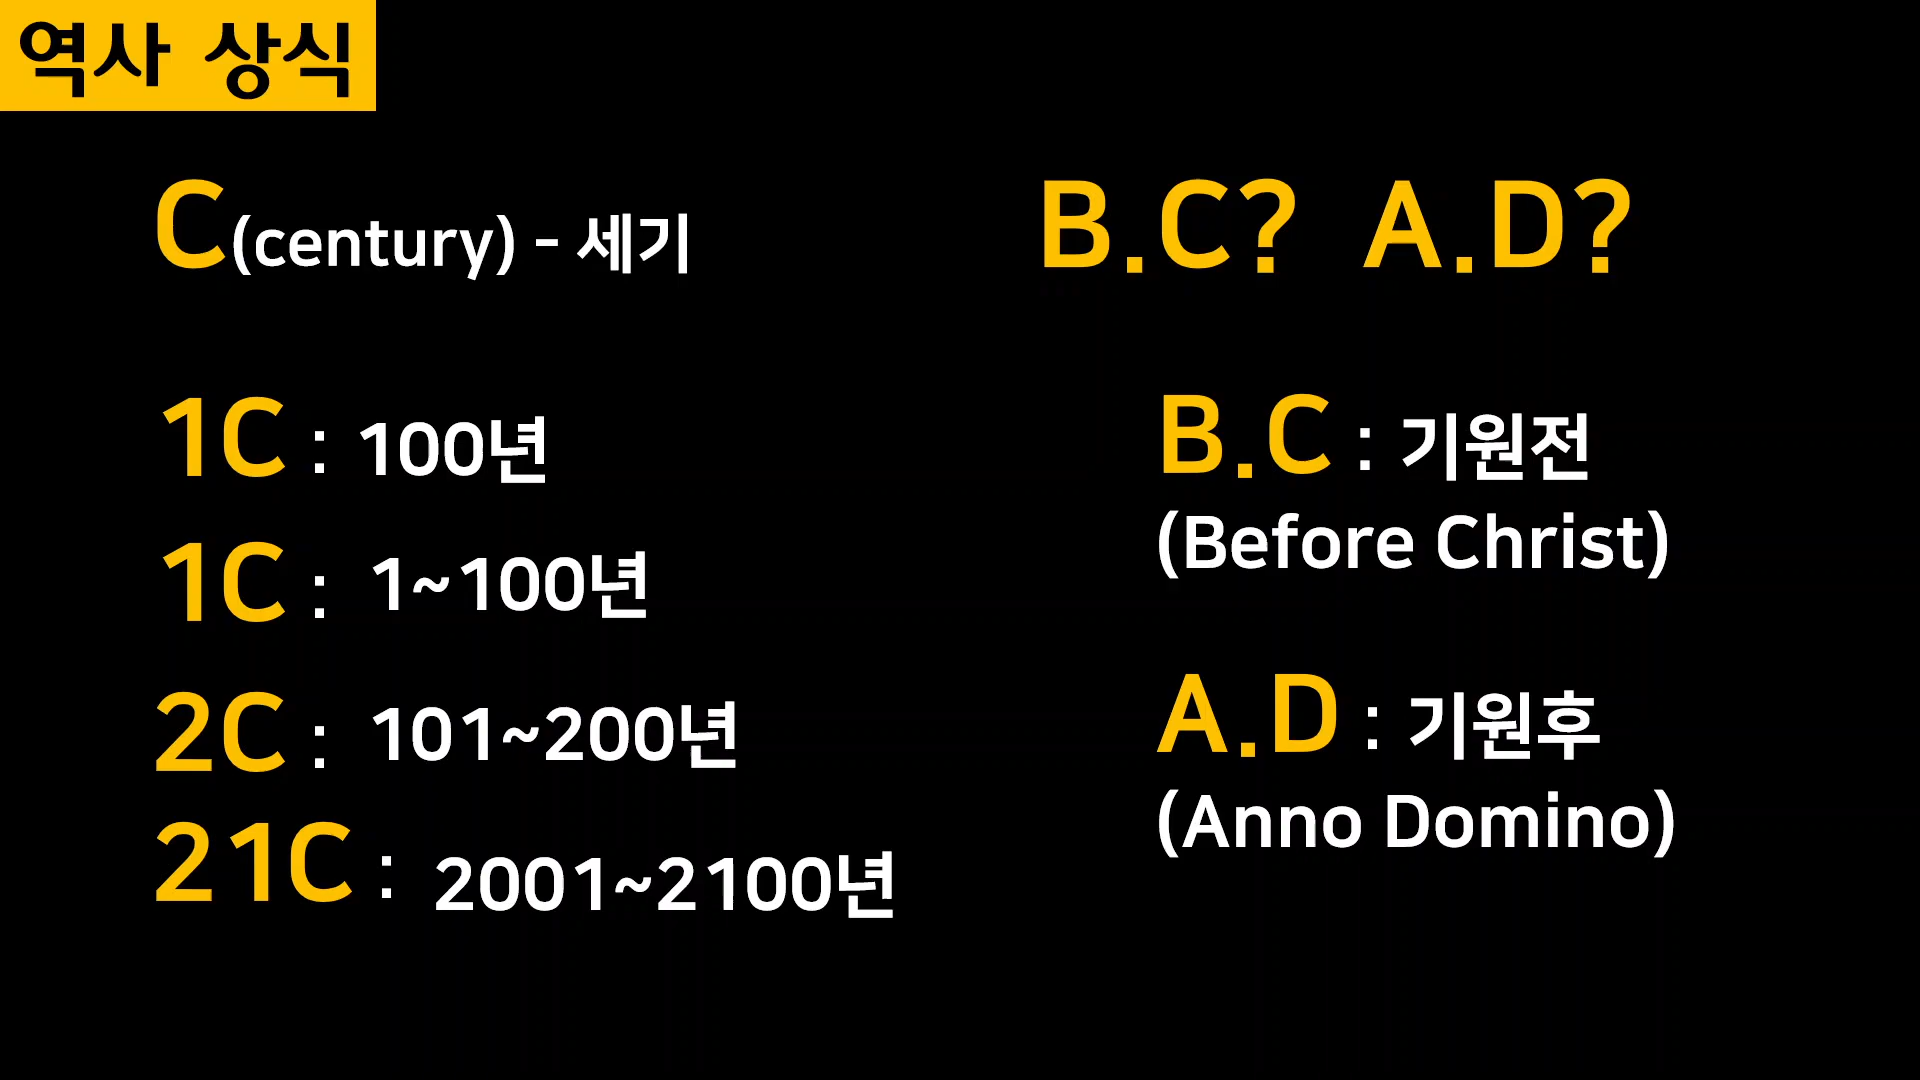 역사 상식
C(century) - 세기
1C : 100년
1C : 1~100년
2C : 101~200년
21C : 2001~2100년
B.C? A.D?
B.C : 기원전
(Before Christ)
A.D : 기원후
(Anno Domino)